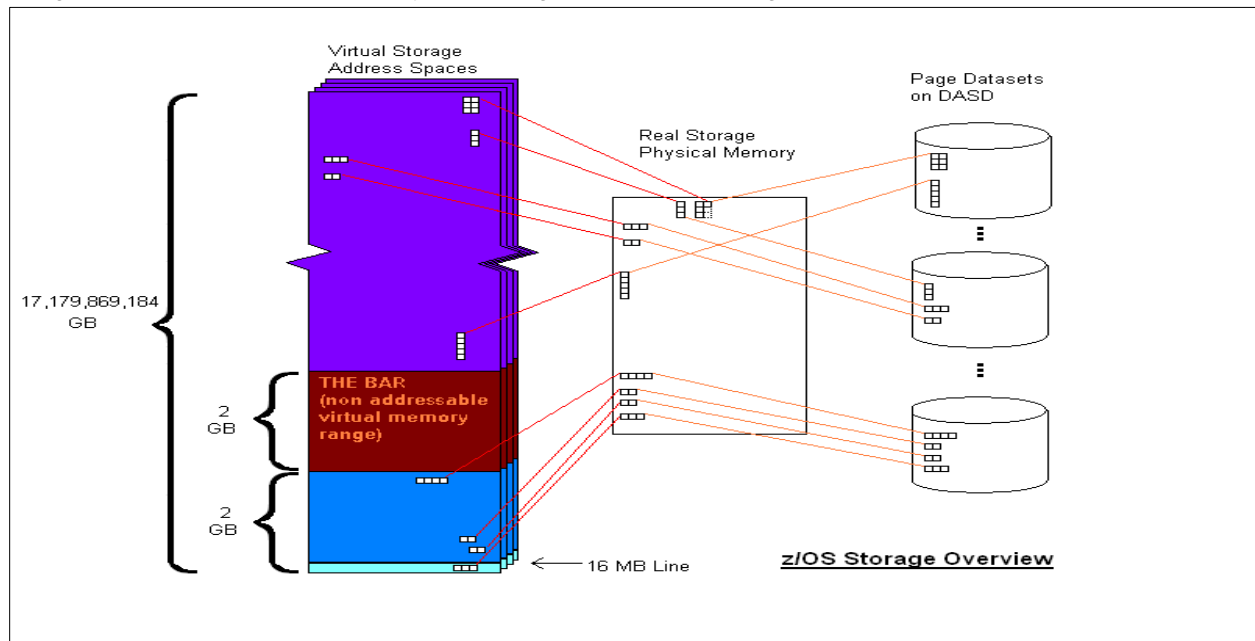 Virtual Storage
Address Spaces
Page Datasets
on DASD
Real Storage
Physical Memory
17,179,869,184
GB
THE BAR
(non addressable
virtual memory
range)
2
GB
2
GB
16 MB Line
z/OS Storage Overview